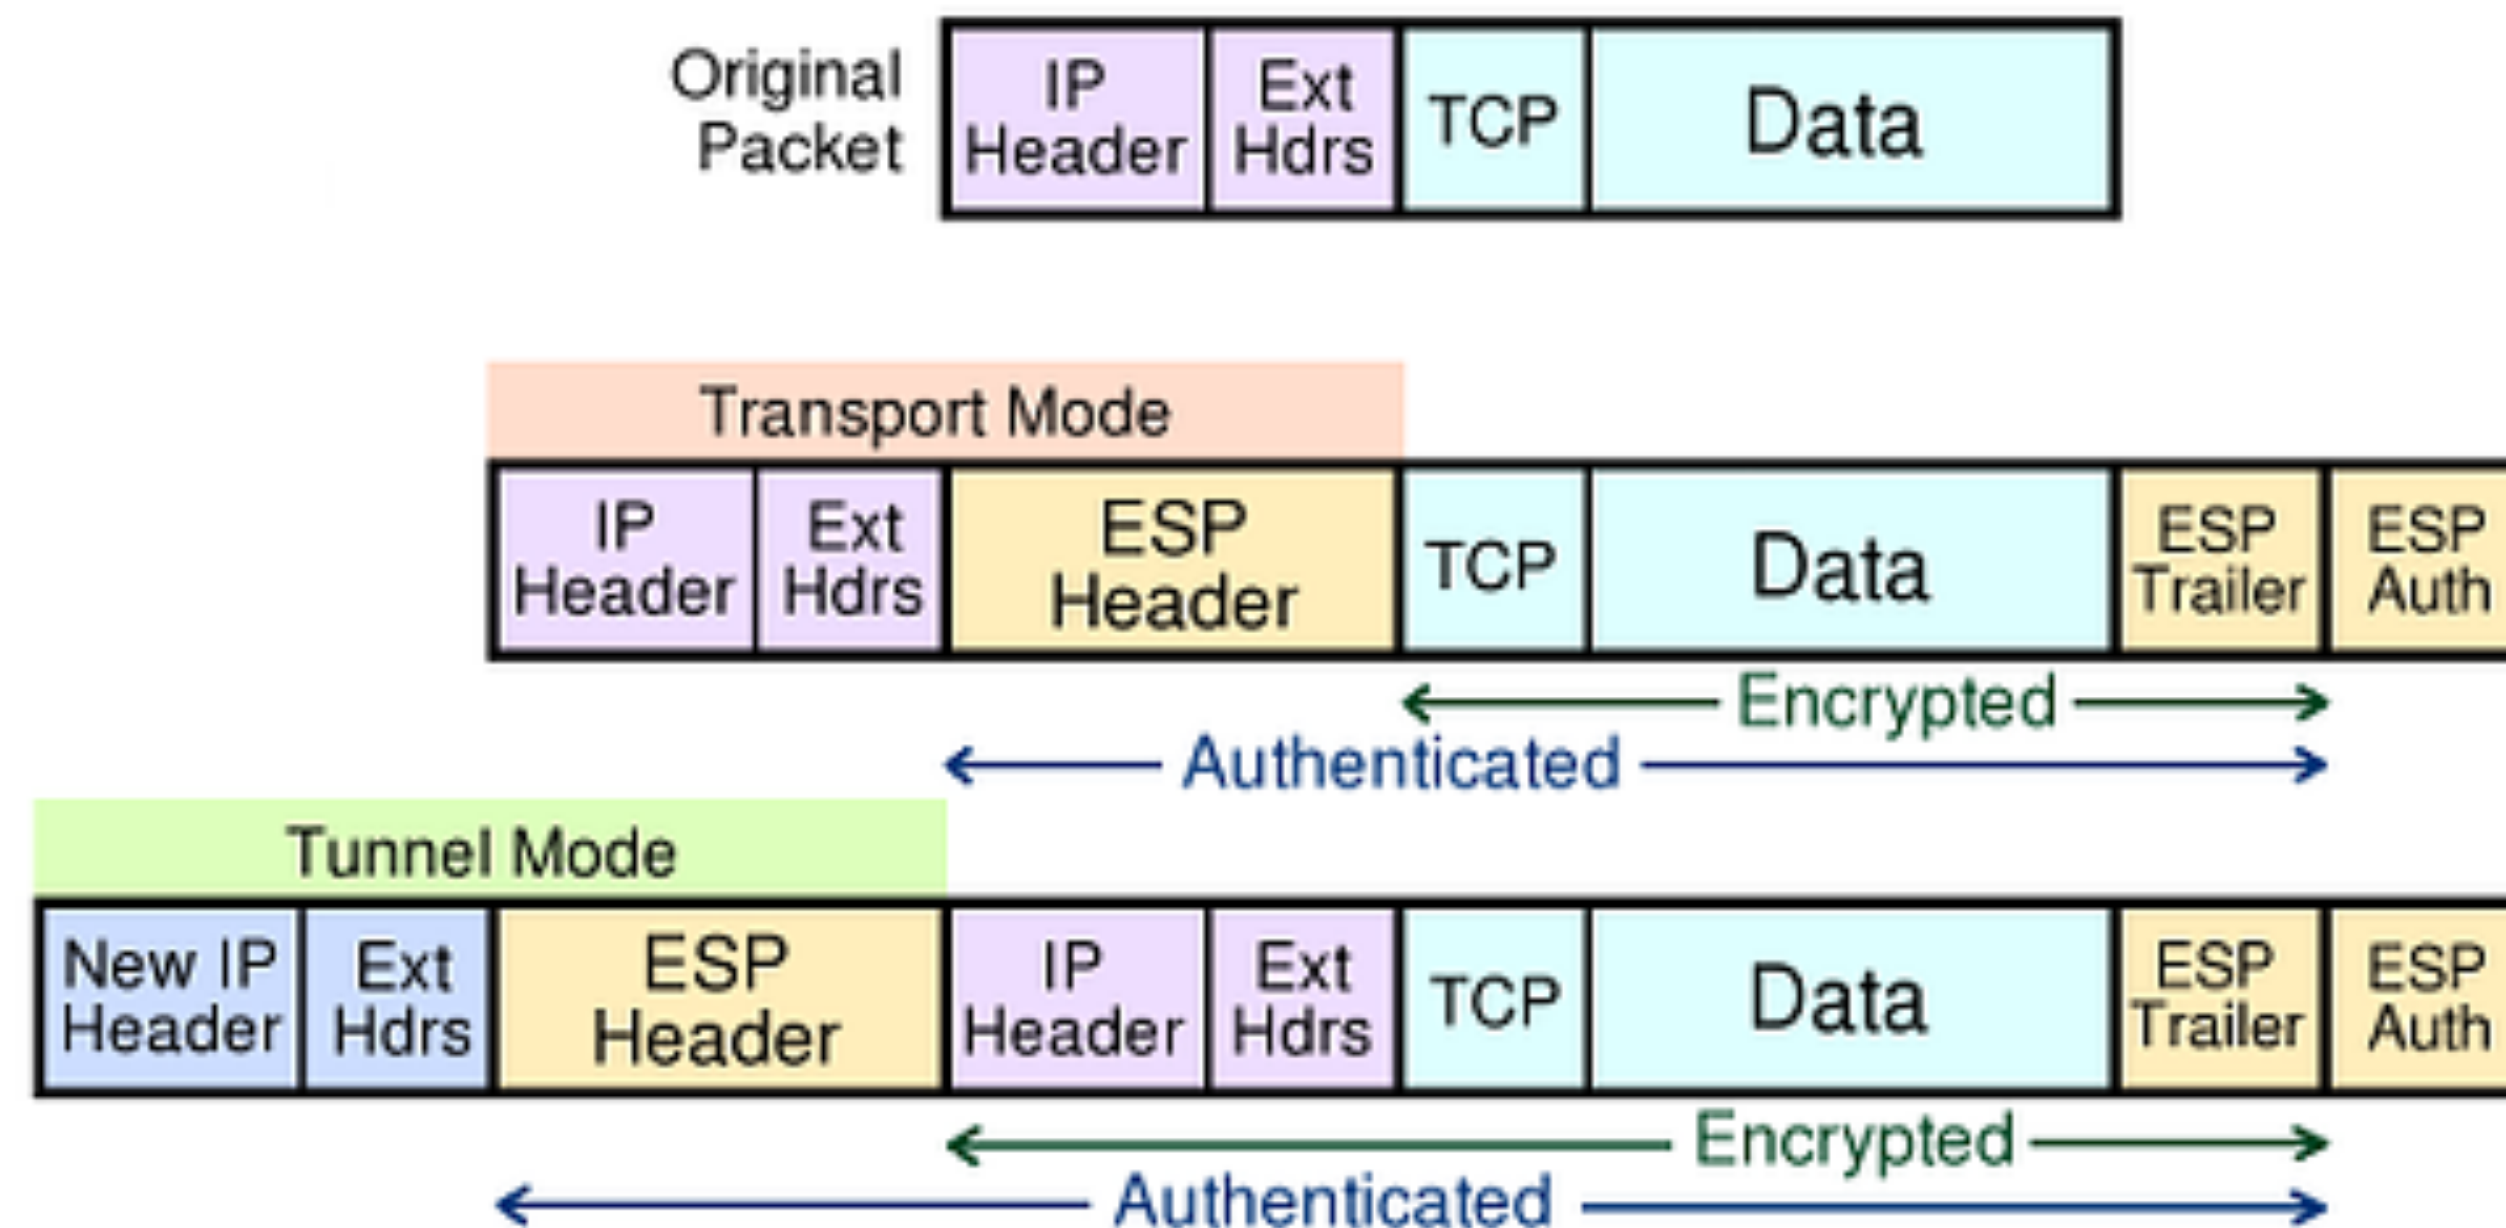 Original
Packet
IP
Header
Ext
Hdrs
TCP
Data
Transport Mode
IP
Header
Ext
Hdrs
ESP
Header
TCP
Data
ESP
Trailer
ESP
Auth
Encrypted
Authenticated
Tunnel Mode
New IP
Header
Ext
Hdrs
ESP
Header
IP
Header
Ext
Hdrs
TCP
Data
ESP
Trailer
ESP
Auth
Encrypted
Authenticated